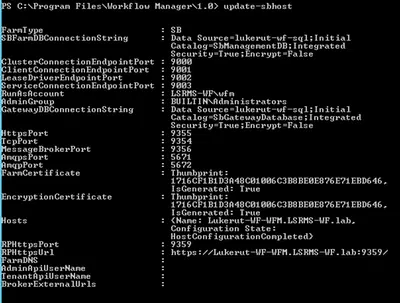 PS C:\Program Files\Workflow Manager\1.0> update-sbhost
FarmType : SB
SBFarmDBConnectionString : Data Source=lukerut-wf-sql;Initial
Catalog=SbManagementDB;Integrated
Security=True;Encrypt=False
ClusterConnectionEndpointPort : 9000
ClientConnectionEndpointPort : 9001
LeaseDriverEndpointPort : 9002
ServiceConnectionEndpointPort : 9003
RunAsAccount : LSRMS-WF\wfm
AdminGroup : BUILTIN\Administrators
GatewayDBConnectionString : Data Source=lukerut-wf-sql;Initial
Catalog=SbGatewayDatabase;Integrated
Security=True;Encrypt=False
HttpsPort : 9355
TcpPort : 9354
MessageBrokerPort : 9356
AmqpsPort : 5671
AmqpPort : 5672
FarmCertificate : Thumbprint:
1716CF1B1D3A48C01006C3B8BE0E876E71EBD646,
IsGenerated: True
EncryptionCertificate : Thumbprint:
1716CF1B1D3A48C01006C3B8BE0E876E71EBD646,
IsGenerated: True
Hosts : {Name: Lukerut-WF-WFM.LSRMS-WF.lab,
Configuration State:
HostConfigurationCompleted}
RPHttpsPort : 9359
RPHttpsUrl : https://Lukerut-WF-WFM.LSRMS-WF.lab:9359/
FarmDNS :
AdminApiUserName :
TenantApiUserName :
BrokerExternalUrls :